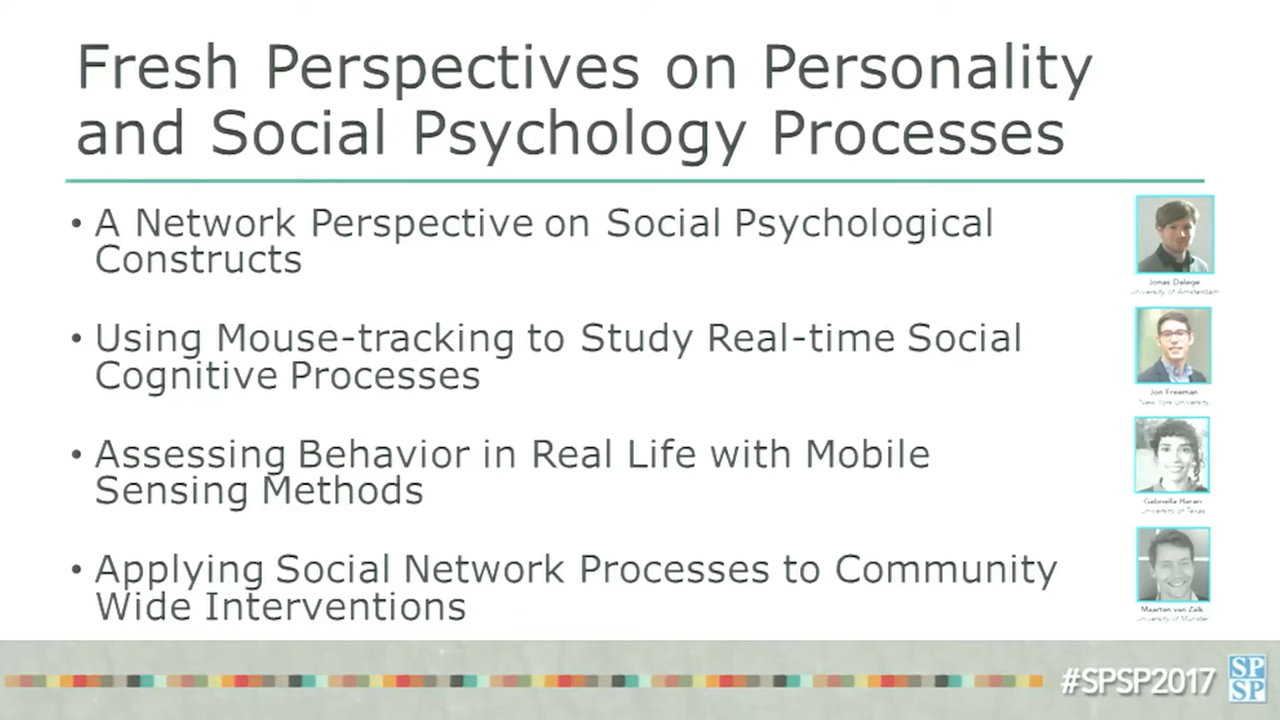 Fresh Perspectives on Personality
and Social Psychology Processes
• A Network Perspective on Social Psychological
Constructs
Jonas Dalege
University of Amsterdam
• Using Mouse-tracking to Study Real-time Social
Cognitive Processes
Jon Freeman
New York University
• Assessing Behavior in Real Life with Mobile
Sensing Methods
Gabriella Harari
University of Texas
• Applying Social Network Processes to Community
Wide Interventions
Maarten van Zalk
University of Münster
#SPSP2017
SP
SP